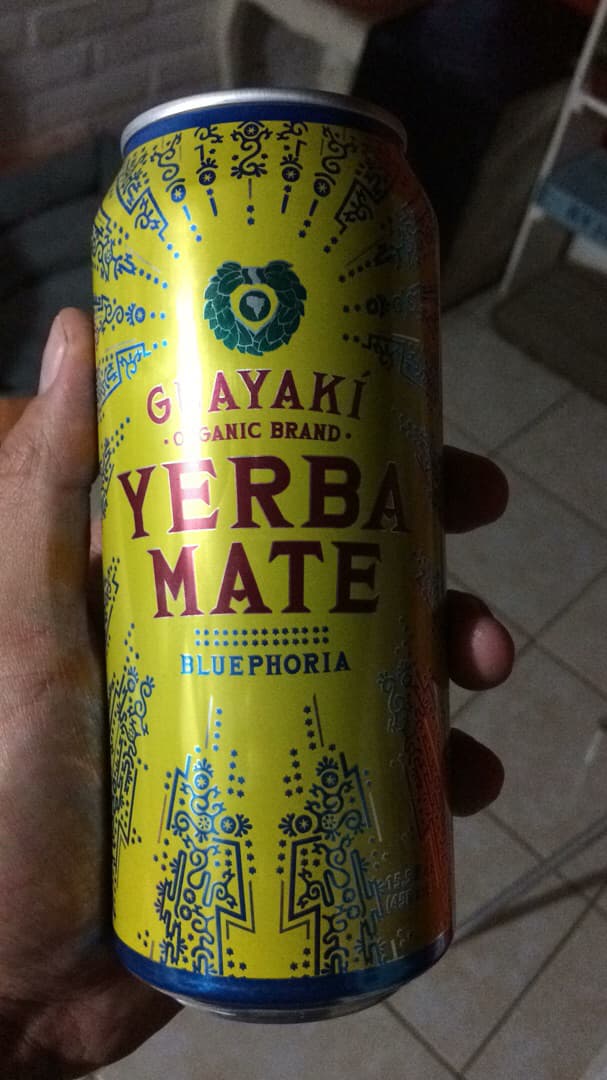 GUAYAKÍ
·ORGANIC BRAND·
YERBA
MATE
BLUEPHORIA